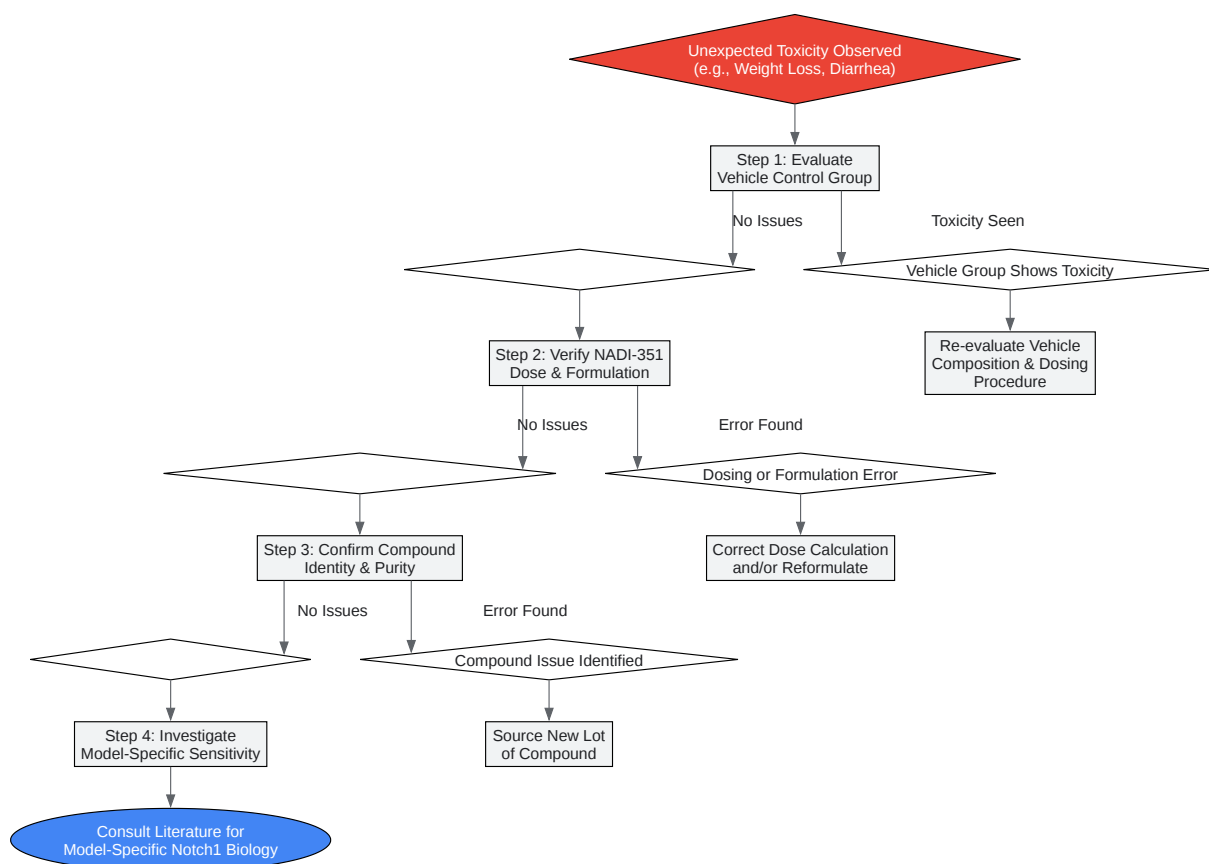 Unexpected Toxicity Observed
(e.g., Weight Loss, Diarrhea)
Step 1: Evaluate
Vehicle Control Group
No Issues
Toxicity Seen
Vehicle Group Shows Toxicity
Step 2: Verify NADI-351
Dose & Formulation
Re-evaluate Vehicle
Composition & Dosing
Procedure
No Issues
Error Found
Dosing or Formulation Error
Step 3: Confirm Compound
Identity & Purity
Correct Dose Calculation
and/or Reformulate
No Issues
Error Found
Compound Issue Identified
Step 4: Investigate
Model-Specific Sensitivity
Source New Lot
of Compound
Consult Literature for
Model-Specific Notch1 Biology